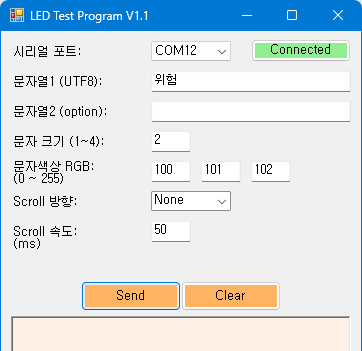 LED Test Program V1.1
시리얼 포트: COM12 Connected
문자열1 (UTF8): 위험
문자열2 (option):
문자 크기 (1~4): 2
문자색상 RGB: 100 101 102
(0 ~ 255)
Scroll 방향: None
Scroll 속도: 50
(ms)
Send Clear